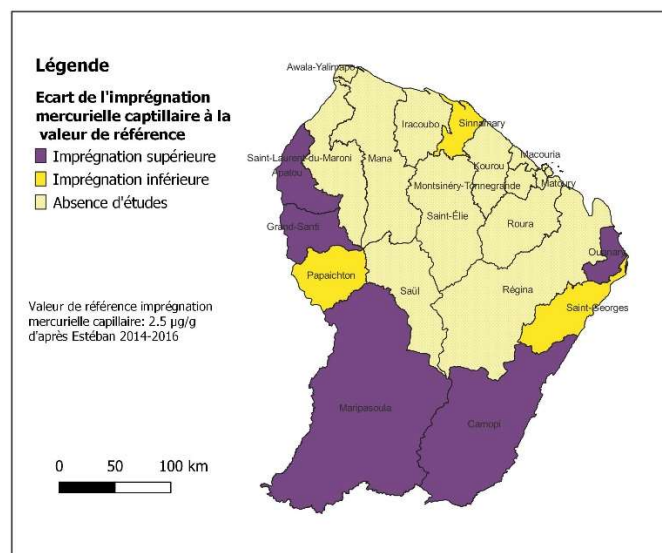 Légende
Ecart de l'imprégnation
mercurielle captillaire à la
valeur de référence
Imprégnation supérieure
Imprégnation inférieure
Absence d'études
Valeur de référence imprégnation
mercurielle capillaire: 2.5 µg/g
d'après Estéban 2014-2016
0 50 100 km
Awala-Yalimapo
Iracoubo
Sinnamary
Saint-Laurent-du-Maroni
Mana
Kourou
Macouria
Apatou
Montsinéry-Tonnegrande
Matoury
Saint-Élie
Roura
Grand-Santi
Ouanary
Papaichton
Saül
Régina
Saint-Georges
Maripasoula
Camopi